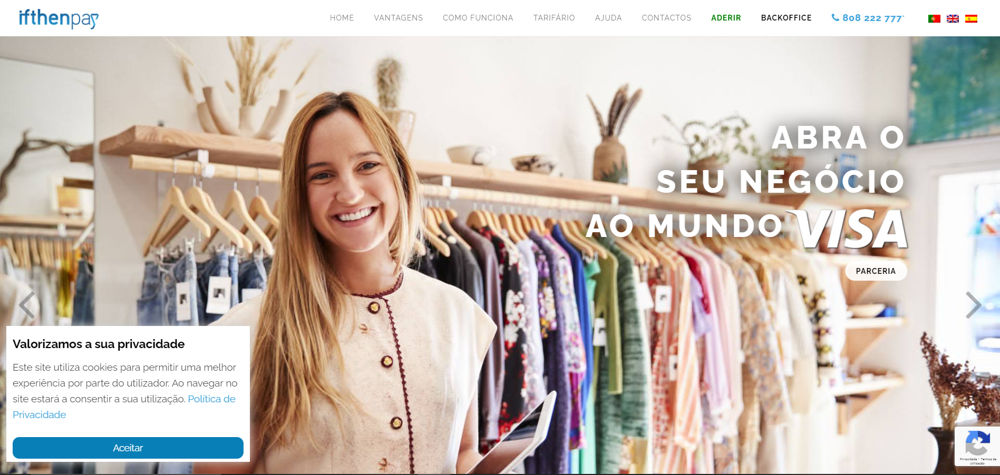 ifthenpay
HOME VANTAGENS COMO FUNCIONA TARIFÁRIO AJUDA CONTACTOS ADERIR BACKOFFICE 808 222 777*
ABRA O
SEU NEGÓCIO
AO MUNDO VISA
PARCERIA
Valorizamos a sua privacidade
Este site utiliza cookies para permitir uma melhor
experiência por parte do utilizador. Ao navegar no
site estará a consentir a sua utilização. Política de
Privacidade
Aceitar
Privacidade - Termos de
Utilização